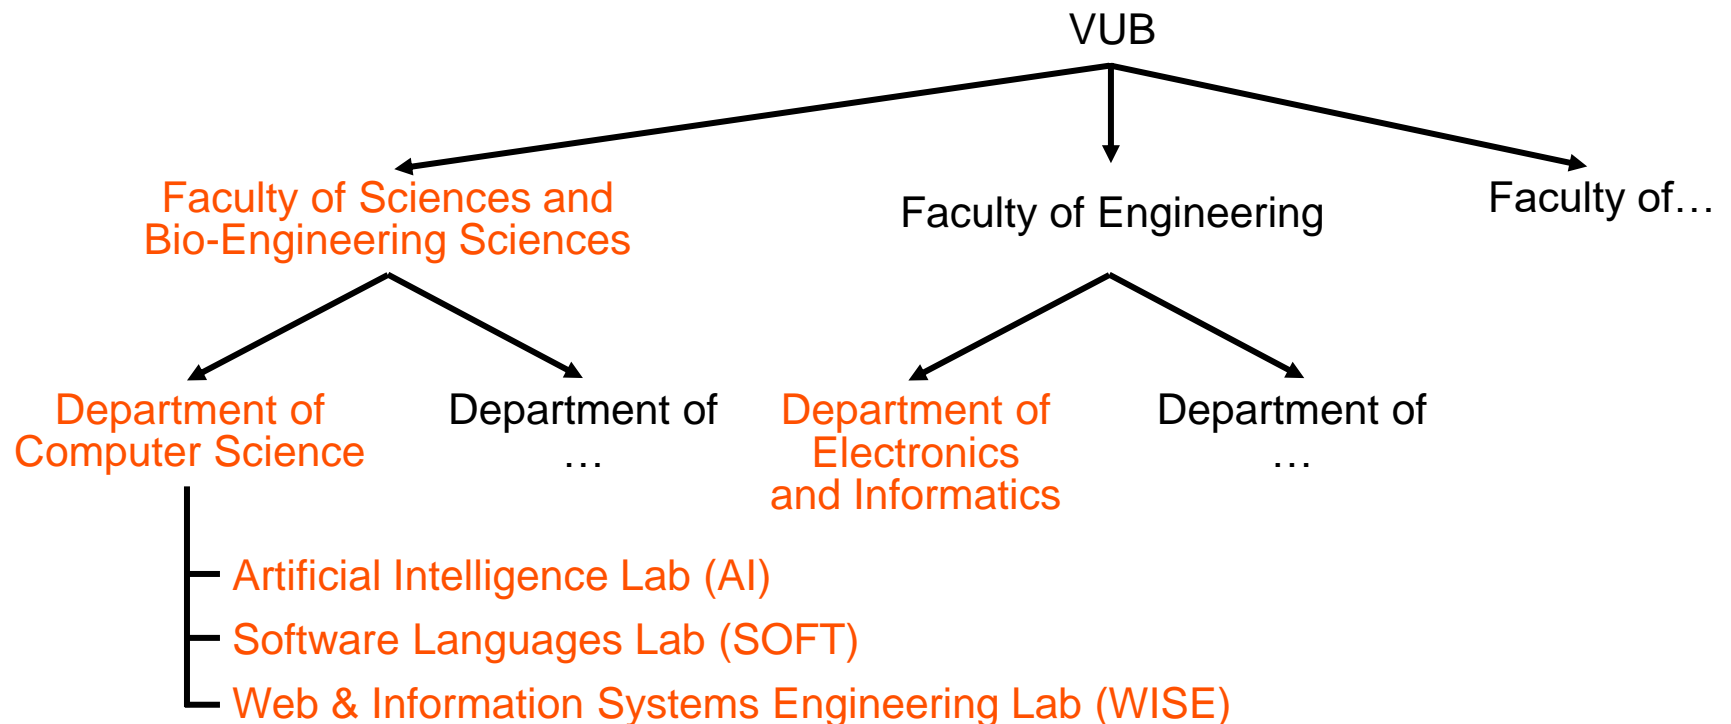 VUB
Faculty of Sciences and
Bio-Engineering Sciences
Faculty of Engineering
Faculty of…
Department of
Computer Science
Department of
…
Department of
Electronics
and Informatics
Department of
…
Artificial Intelligence Lab (AI)
Software Languages Lab (SOFT)
Web & Information Systems Engineering Lab (WISE)